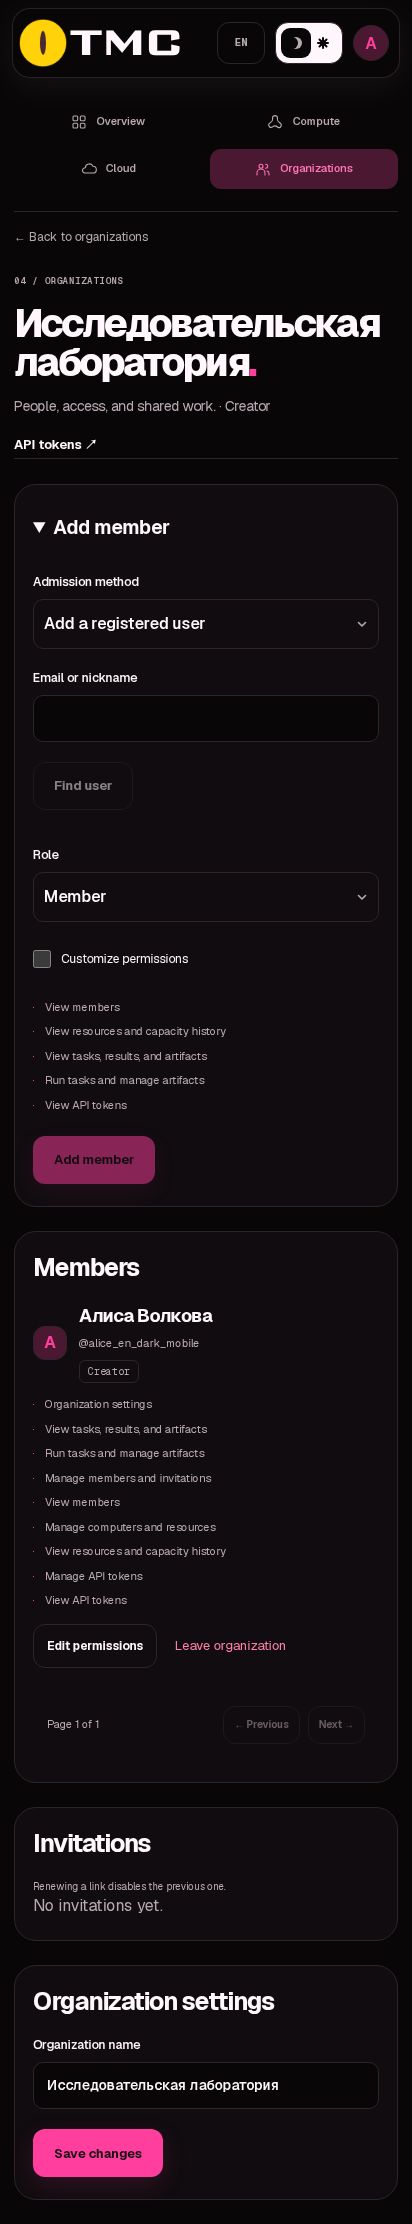 TMC
EN
A
Overview
Compute
Cloud
Organizations
← Back to organizations
04 / ORGANIZATIONS
Исследовательская
лаборатория.
People, access, and shared work. · Creator
API tokens ↗
▼ Add member
Admission method
Add a registered user
Email or nickname
Find user
Role
Member
Customize permissions
· View members
· View resources and capacity history
· View tasks, results, and artifacts
· Run tasks and manage artifacts
· View API tokens
Add member
Members
Алиса Волкова
A
@alice_en_dark_mobile
Creator
· Organization settings
· View tasks, results, and artifacts
· Run tasks and manage artifacts
· Manage members and invitations
· View members
· Manage computers and resources
· View resources and capacity history
· Manage API tokens
· View API tokens
Edit permissions
Leave organization
Page 1 of 1
← Previous
Next →
Invitations
Renewing a link disables the previous one.
No invitations yet.
Organization settings
Organization name
Исследовательская лаборатория
Save changes